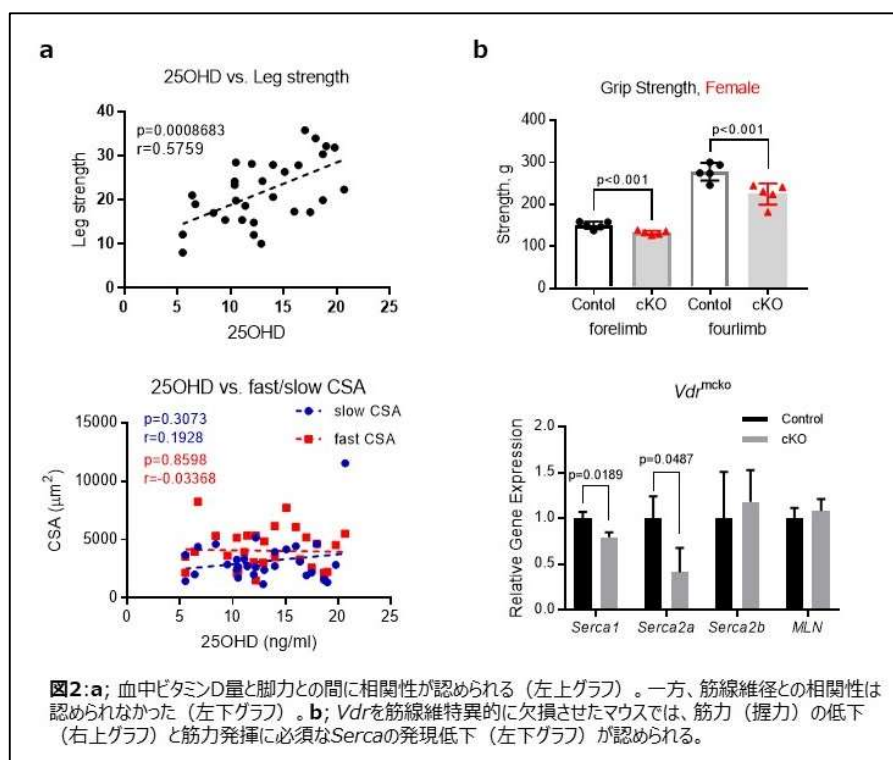 a
25OHD vs. Leg strength
p=0.0008683
r=0.5759
Leg strength
40
30
20
10
0
0 5 10 15 20 25
25OHD
25OHD vs. fast/slow CSA
p=0.3073
r=0.1928
p=0.8598
r=-0.03368
slow CSA
fast CSA
CSA (μm²)
15000
10000
5000
0
0 5 10 15 20 25
25OHD (ng/ml)
b
Grip Strength, Female
p<0.001
p<0.001
Strength, g
400
300
200
100
0
Contol cKO Contol cKO
forelimb fourlimb
Vdrᵐᶜᵏᵒ
Control
cKO
p=0.0189
p=0.0487
Relative Gene Expression
2.0
1.5
1.0
0.5
0.0
Serca1 Serca2a Serca2b MLN
図2:a; 血中ビタミンD量と脚力との間に相関性が認められる(左上グラフ)。一方、筋線維径との相関性は
認められなかった(左下グラフ)。b; Vdrを筋線維特異的に欠損させたマウスでは、筋力(握力)の低下
(右上グラフ)と筋力発揮に必須なSercaの発現低下(左下グラフ)が認められる。